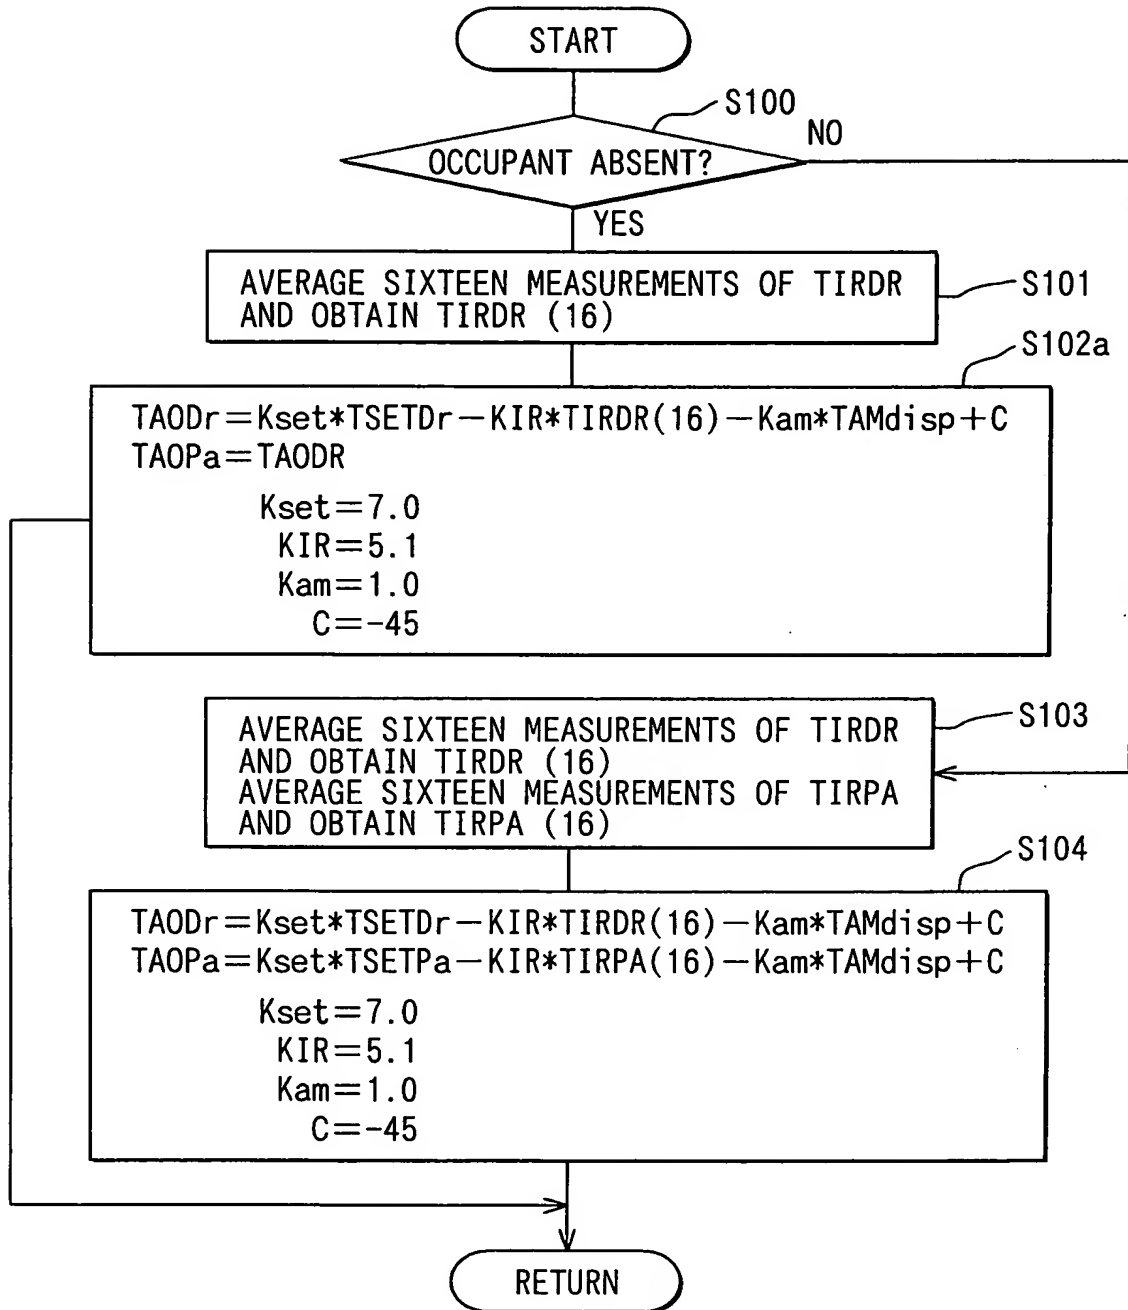 START
S100
NO
OCCUPANT ABSENT?
YES
AVERAGE SIXTEEN MEASUREMENTS OF TIRDR
AND OBTAIN TIRDR (16)
S101
S102a
TAODr=Kset*TSETDr-KIR*TIRDR(16)-Kam*TAMdisp+C
TAOPa=TAODR
Kset=7.0
KIR=5.1
Kam=1.0
C=-45
AVERAGE SIXTEEN MEASUREMENTS OF TIRDR
AND OBTAIN TIRDR (16)
AVERAGE SIXTEEN MEASUREMENTS OF TIRPA
AND OBTAIN TIRPA (16)
S103
S104
TAODr=Kset*TSETDr-KIR*TIRDR(16)-Kam*TAMdisp+C
TAOPa=Kset*TSETPa-KIR*TIRPA(16)-Kam*TAMdisp+C
Kset=7.0
KIR=5.1
Kam=1.0
C=-45
RETURN